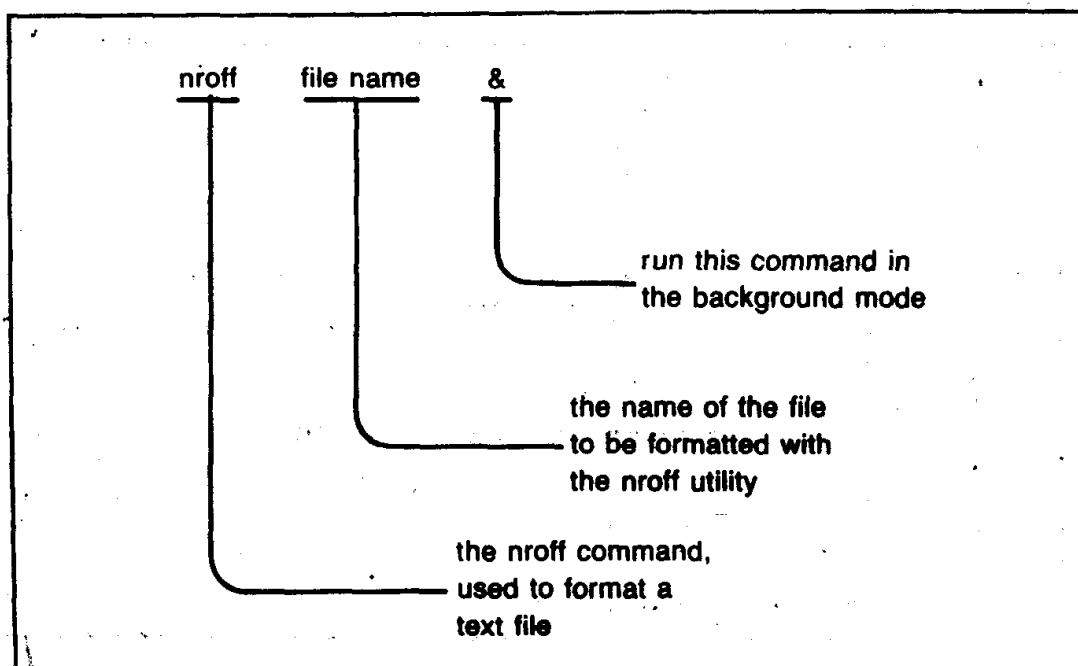 nroff file name &
run this command in
the background mode
the name of the file
to be formatted with
the nroff utility
the nroff command,
used to format a
text file